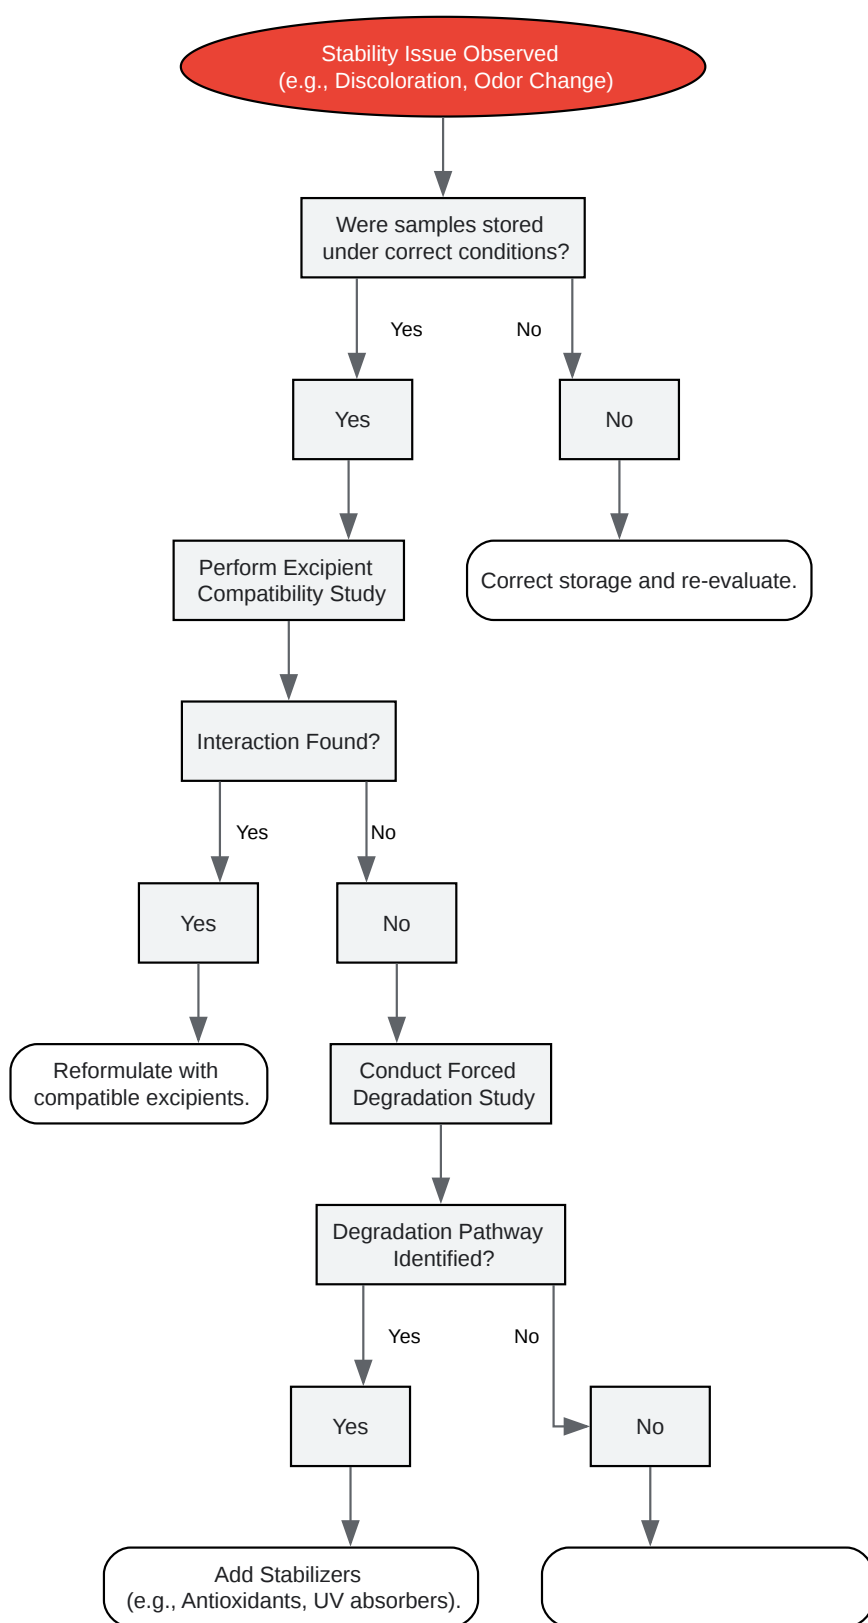 Stability Issue Observed
(e.g., Discoloration, Odor Change)
Were samples stored
under correct conditions?
Yes
No
Yes
No
Perform Excipient
Compatibility Study
Correct storage and re-evaluate.
Interaction Found?
Yes
No
Yes
No
Reformulate with
compatible excipients.
Conduct Forced
Degradation Study
Degradation Pathway
Identified?
Yes
No
Yes
No
Add Stabilizers
(e.g., Antioxidants, UV absorbers).